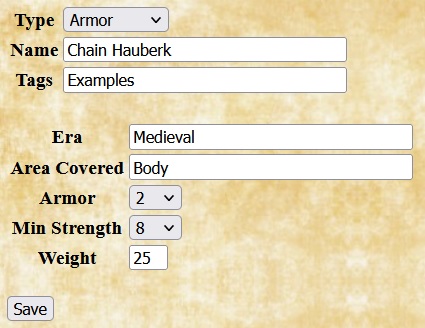 Type Armor
Name Chain Hauberk
Tags Examples
Era Medieval
Area Covered Body
Armor 2
Min Strength 8
Weight 25
Save